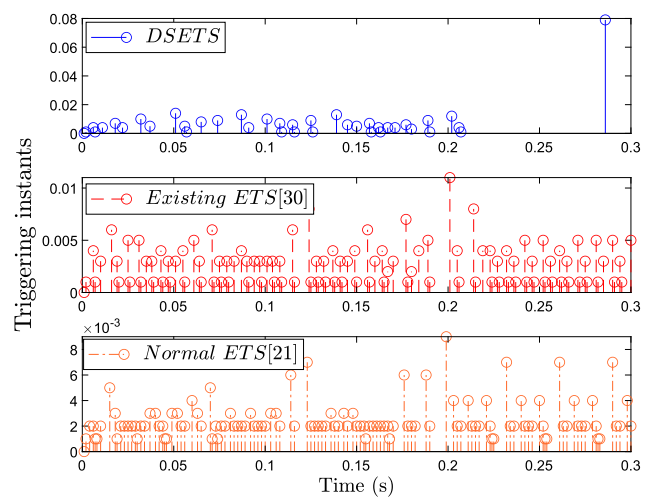 Triggering instants
0.08
0.06
0.04
0.02
0
DSETS
0 0.05 0.1 0.15 0.2 0.25 0.3
0.01
0.005
0
Existing ETS[30]
0 0.05 0.1 0.15 0.2 0.25 0.3
×10⁻³
8
6
4
2
0
Normal ETS[21]
0 0.05 0.1 0.15 0.2 0.25 0.3
Time (s)